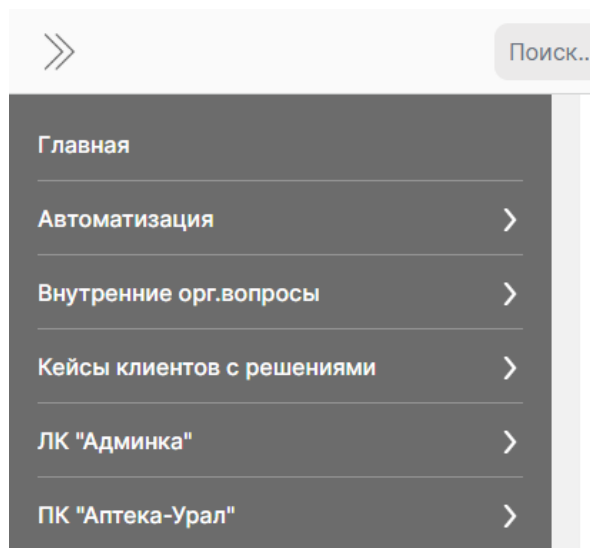 Поиск..
Главная
Автоматизация
Внутренние орг.вопросы
Кейсы клиентов с решениями
ЛК "Админка"
ПК "Аптека-Урал"